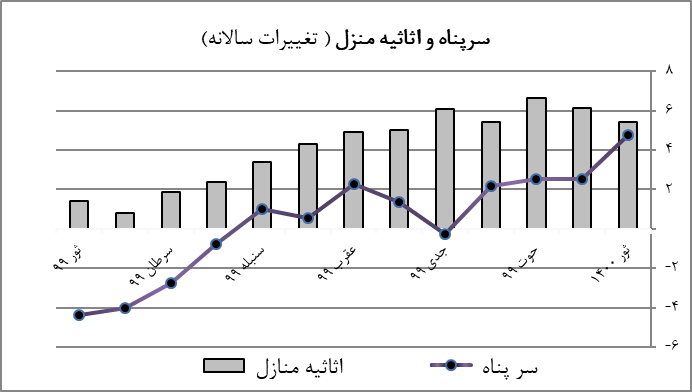 سرپناه و اثاثیه منزل ( تغییرات سالانه)
۸
۶
۴
۲
-
-۲
-۴
-۶
ثور ۹۹
سرطان ۹۹
سنبله ۹۹
عقرب ۹۹
جدی ۹۹
حوت ۹۹
ثور ۱۴۰۰
اثاثیه منازل
سر پناه